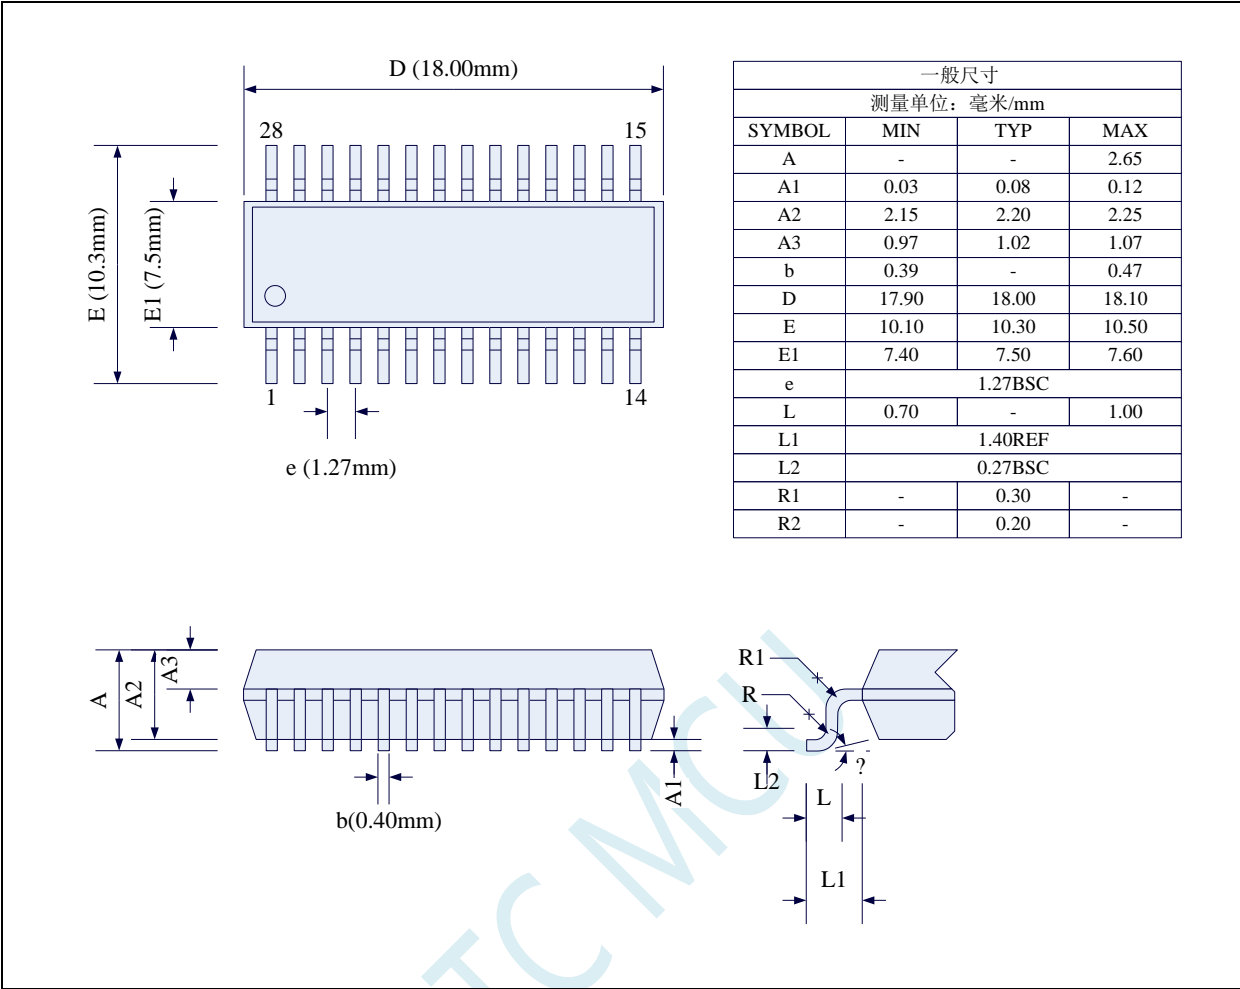 D (18.00mm)
28
15
E (10.3mm)
E1 (7.5mm)
1
14
e (1.27mm)
一般尺寸
测量单位：毫米/mm
SYMBOL MIN TYP MAX
A - - 2.65
A1 0.03 0.08 0.12
A2 2.15 2.20 2.25
A3 0.97 1.02 1.07
b 0.39 - 0.47
D 17.90 18.00 18.10
E 10.10 10.30 10.50
E1 7.40 7.50 7.60
e 1.27BSC
L 0.70 - 1.00
L1 1.40REF
L2 0.27BSC
R1 - 0.30 -
R2 - 0.20 -
A
A2
A3
A1
b(0.40mm)
R1
R
L2
?
L
L1
TC MCU